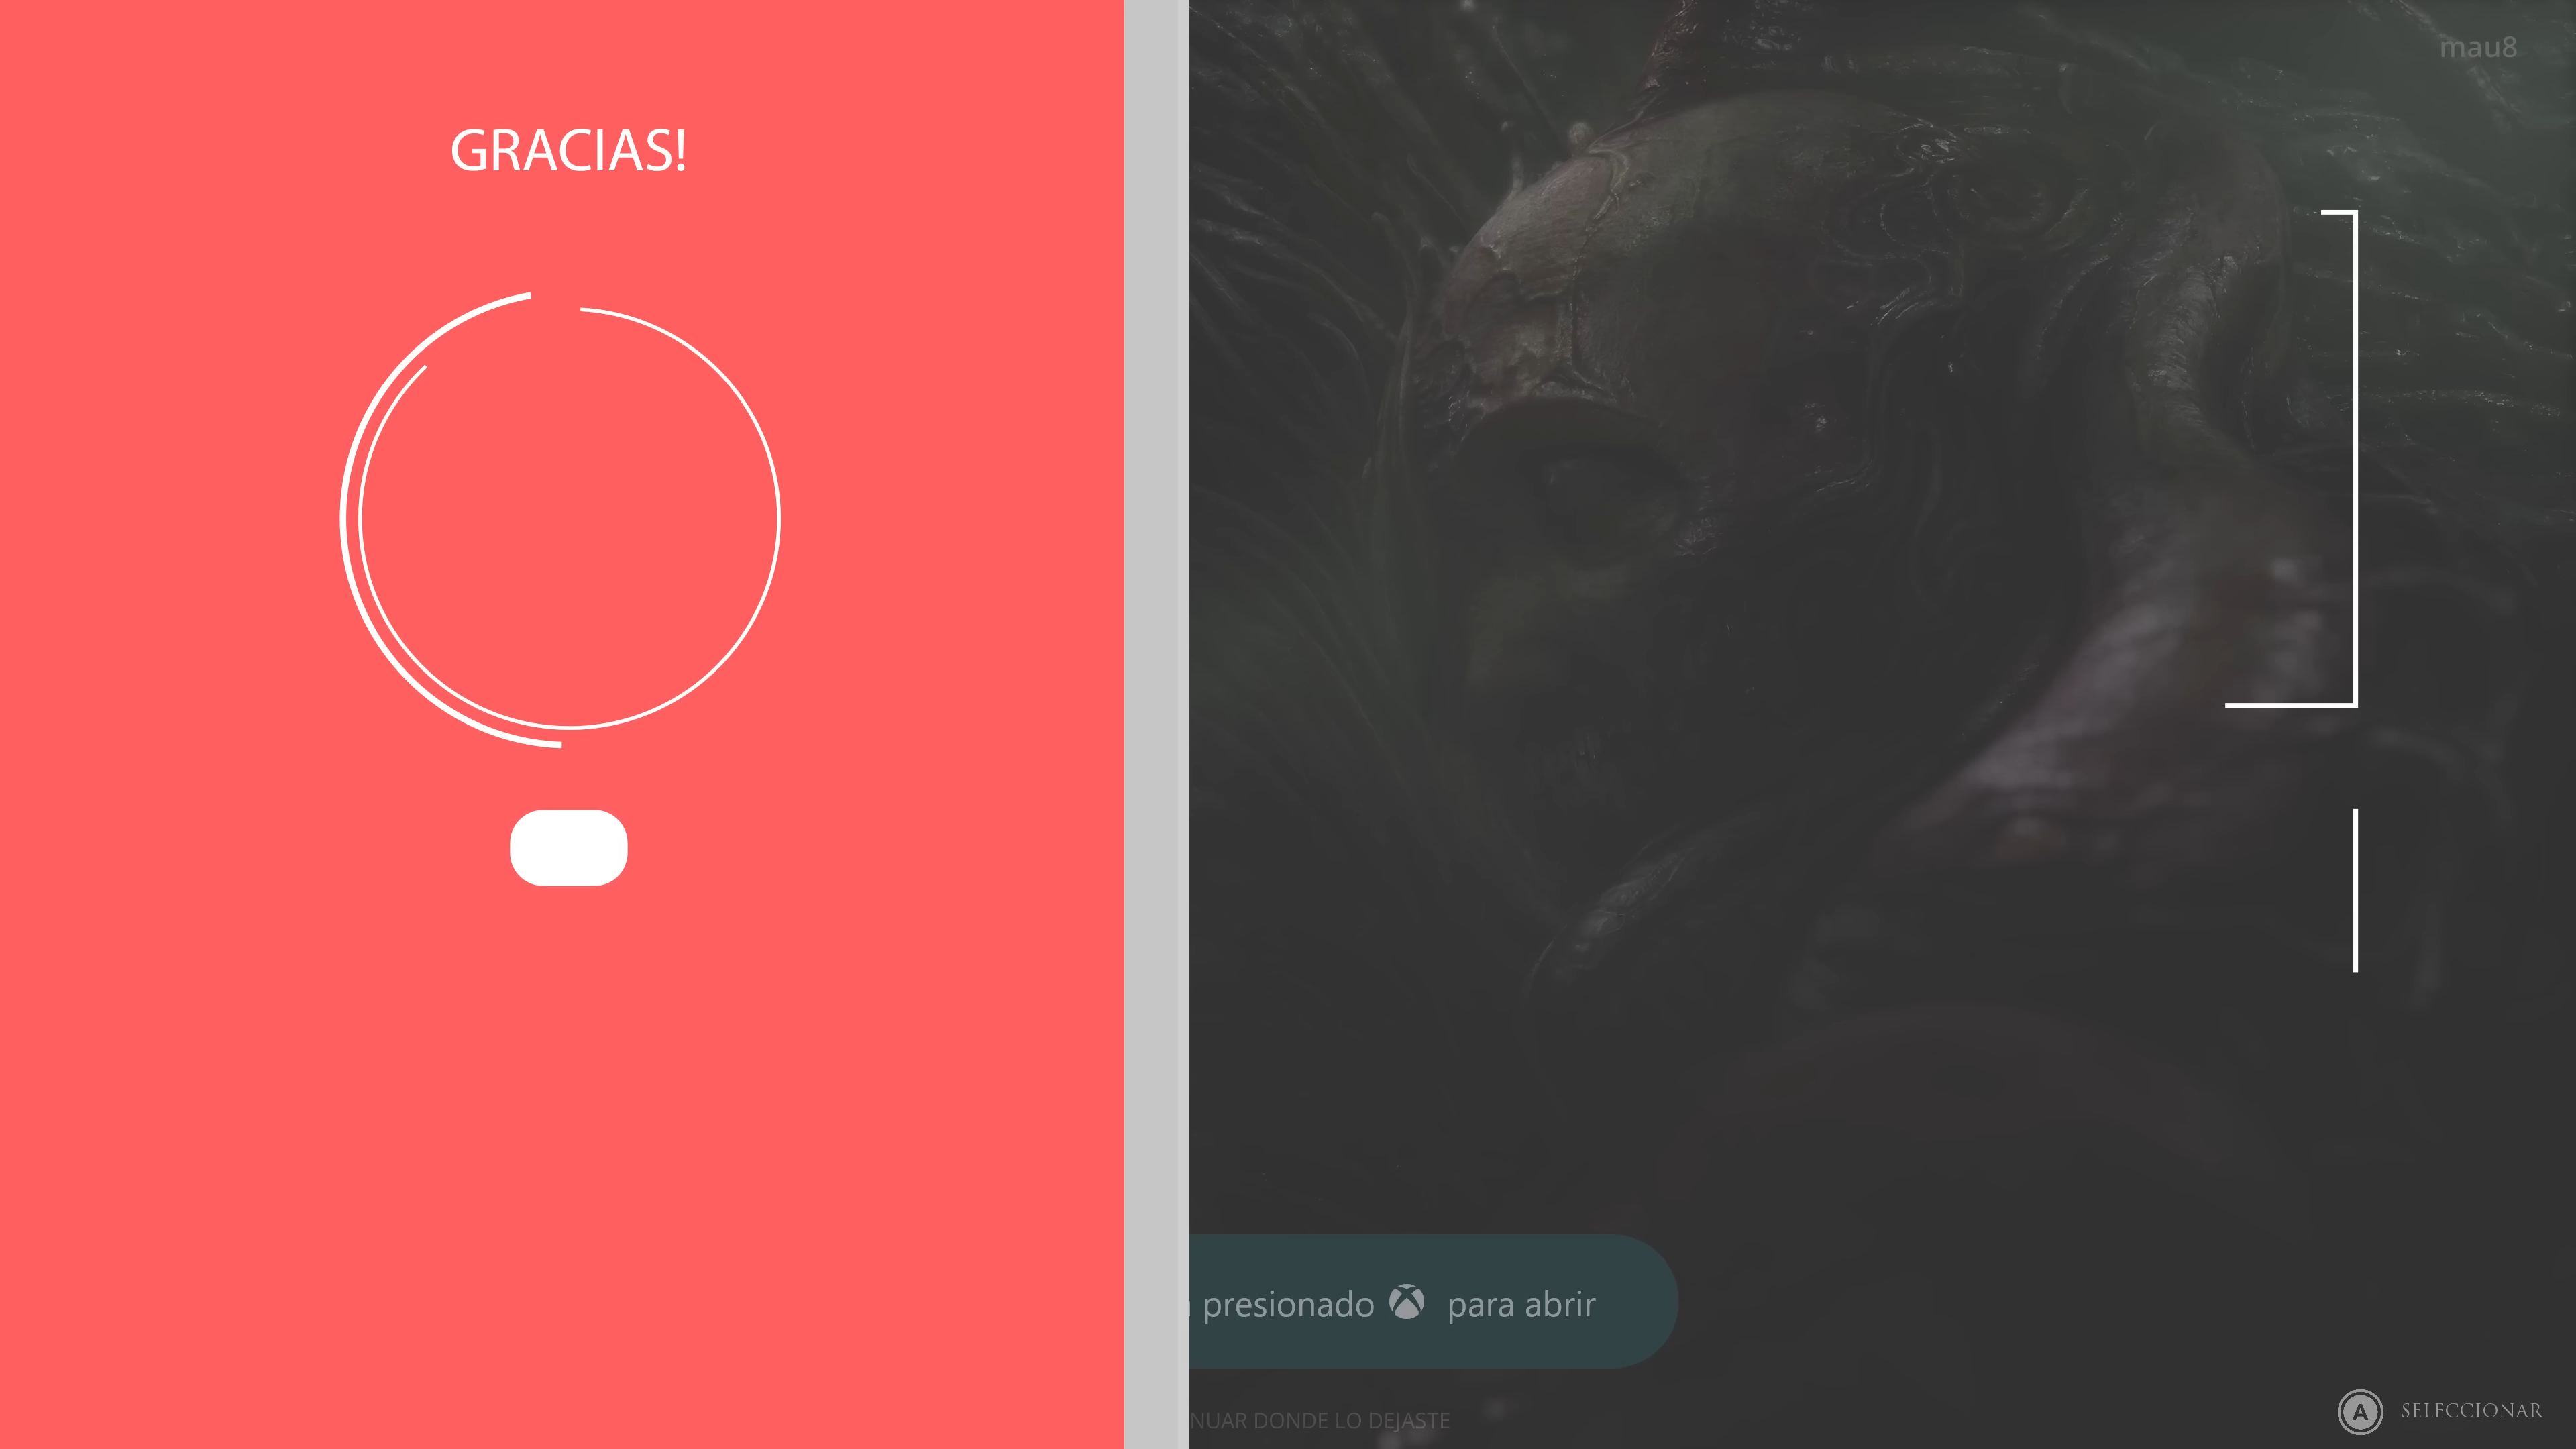 mau8
GRACIAS!
presionado para abrir
NUAR DONDE LO DEJASTE
A SELECCIONAR